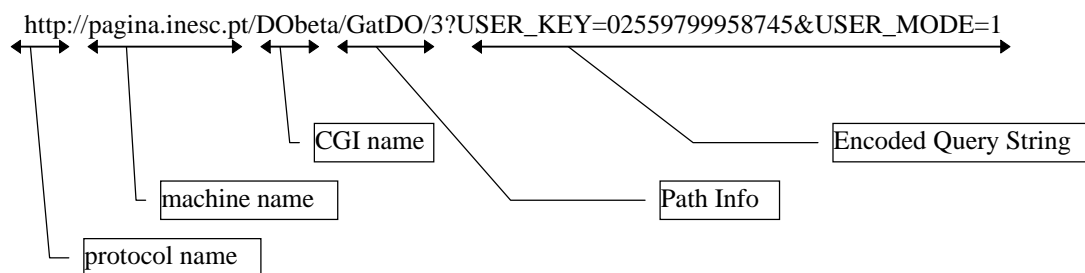 http://pagina.inesc.pt/DObeta/GatDO/3?USER_KEY=02559799958745&USER_MODE=1
CGI name
Encoded Query String
machine name
Path Info
protocol name